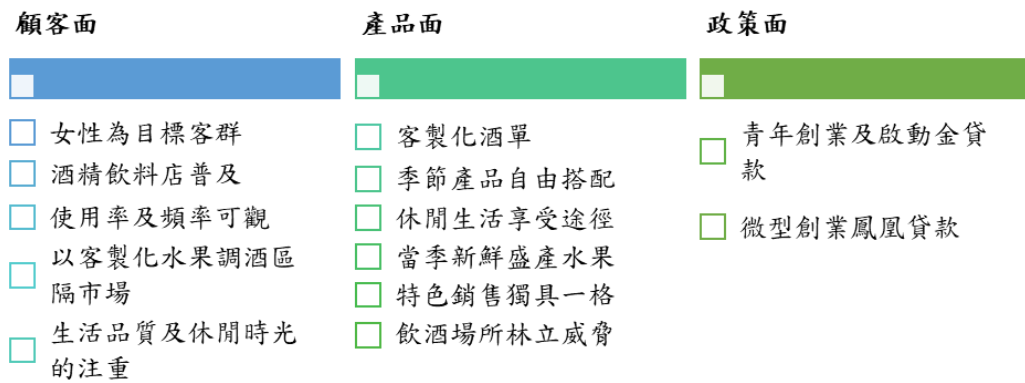 顧客面
女性為目標客群
酒精飲料店普及
使用率及頻率可觀
以客製化水果調酒區
隔市場
生活品質及休閒時光
的注重
產品面
客製化酒單
季節產品自由搭配
休閒生活享受途徑
當季新鮮盛產水果
特色銷售獨具一格
飲酒場所林立威脅
政策面
青年創業及啟動金貸
款
微型創業鳳凰貸款